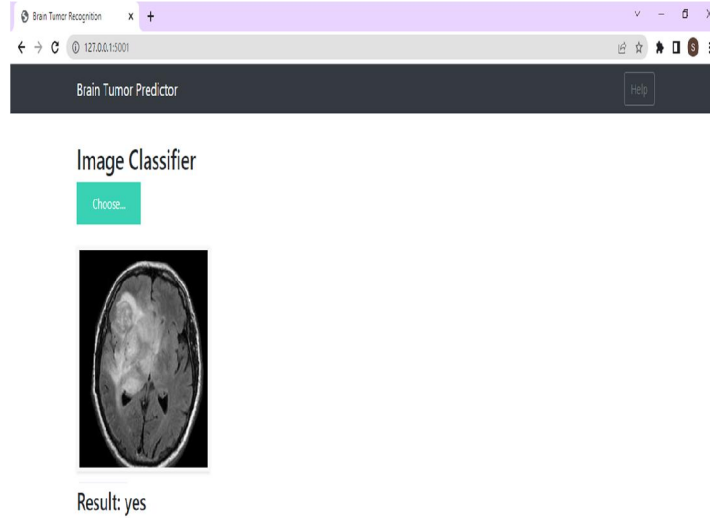 Brain Tumor Recognition
127.0.0.1:5001
S
Brain Tumor Predictor
Help
Image Classifier
Choose...
Result: yes